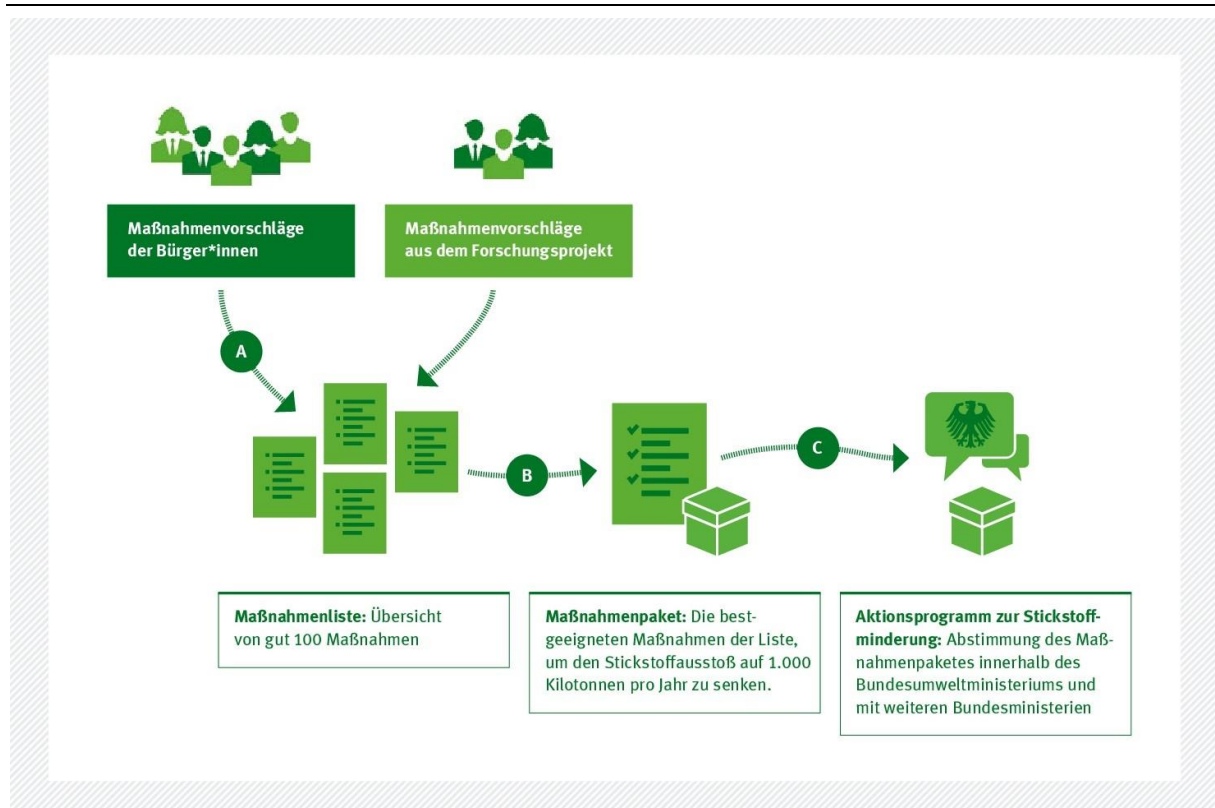 Maßnahmenvorschläge
der Bürger*innen
Maßnahmenvorschläge
aus dem Forschungsprojekt
A
B
C
Maßnahmenliste: Übersicht
von gut 100 Maßnahmen
Maßnahmenpaket: Die best-
geeigneten Maßnahmen der Liste,
um den Stickstoffausstoß auf 1.000
Kilotonnen pro Jahr zu senken.
Aktionsprogramm zur Stickstoff-
minderung: Abstimmung des Maß-
nahmenpaketes innerhalb des
Bundesumweltministeriums und
mit weiteren Bundesministerien